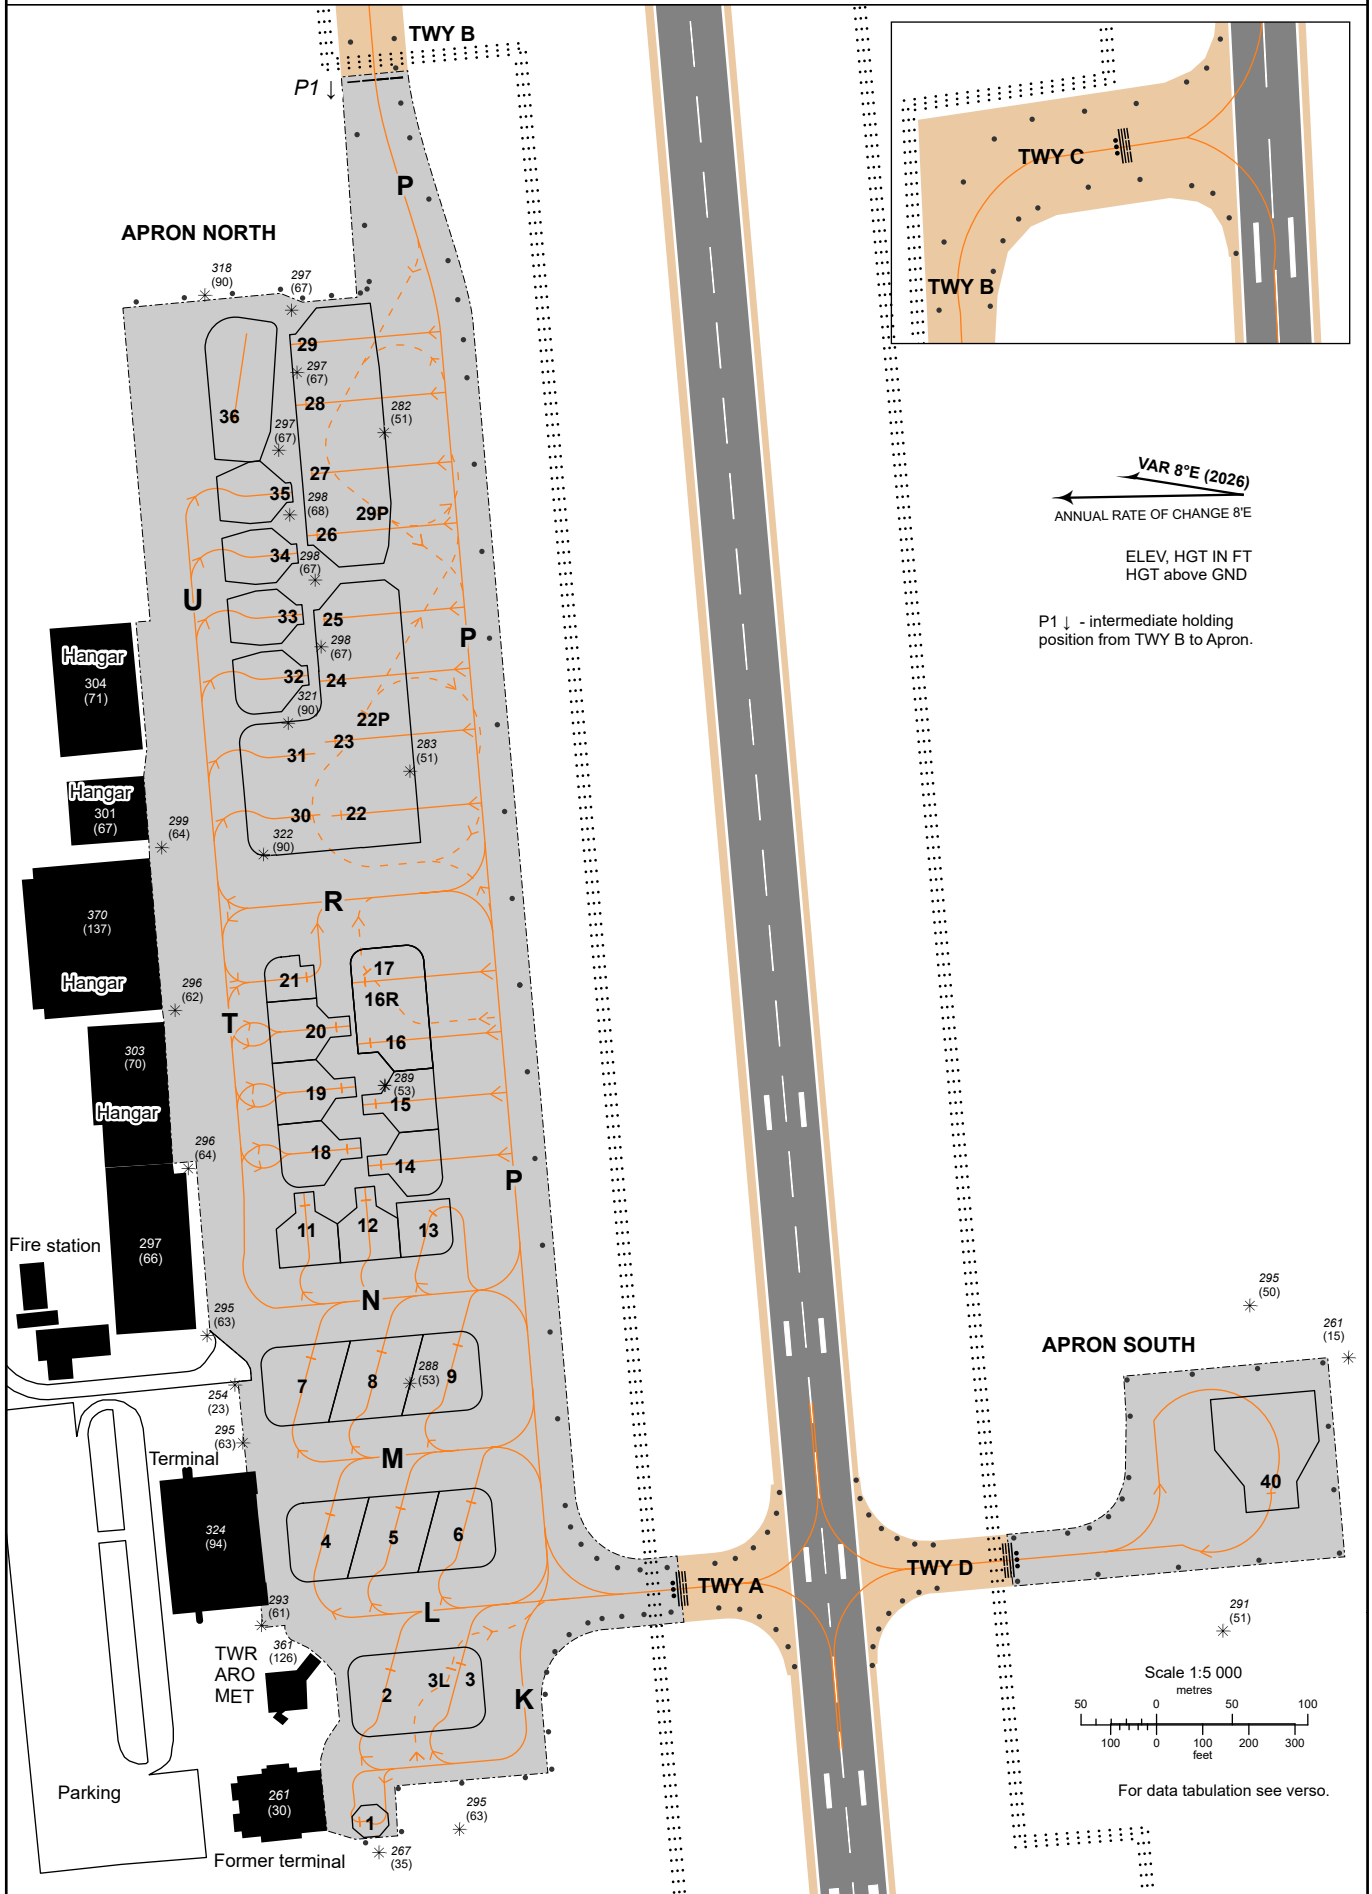 TWY B
P1 ↓
P
APRON NORTH
318
(90)
297
(67)
29
297
(67)
28
282
(51)
36
297
(67)
27
35
298
(68)
29P
26
34
298
(67)
U
33
25
298
(67)
P
32
24
321
(90)
22P
23
31
283
(51)
30
22
322
(90)
Hangar
304
(71)
Hangar
301
(67)
299
(64)
R
370
(137)
Hangar
296
(62)
17
21
16R
T
20
16
303
(70)
Hangar
289
(53)
19
15
296
(64)
18
14
P
11
12
13
Fire station
297
(66)
N
295
(63)
288
(53)
7
8
9
254
(23)
295
(63)
M
Terminal
324
(94)
4
5
6
293
(61)
L
361
(126)
TWR
ARO
MET
3L
3
2
K
Parking
261
(30)
1
295
(63)
Former terminal
267
(35)
TWY A
TWY D
TWY C
TWY B
VAR 8°E (2026)
ANNUAL RATE OF CHANGE 8'E
ELEV, HGT IN FT
HGT above GND
P1 ↓ - intermediate holding
position from TWY B to Apron.
295
(50)
261
(15)
APRON SOUTH
40
291
(51)
Scale 1:5 000
metres
50 0 50 100
100 0 100 200 300
feet
For data tabulation see verso.